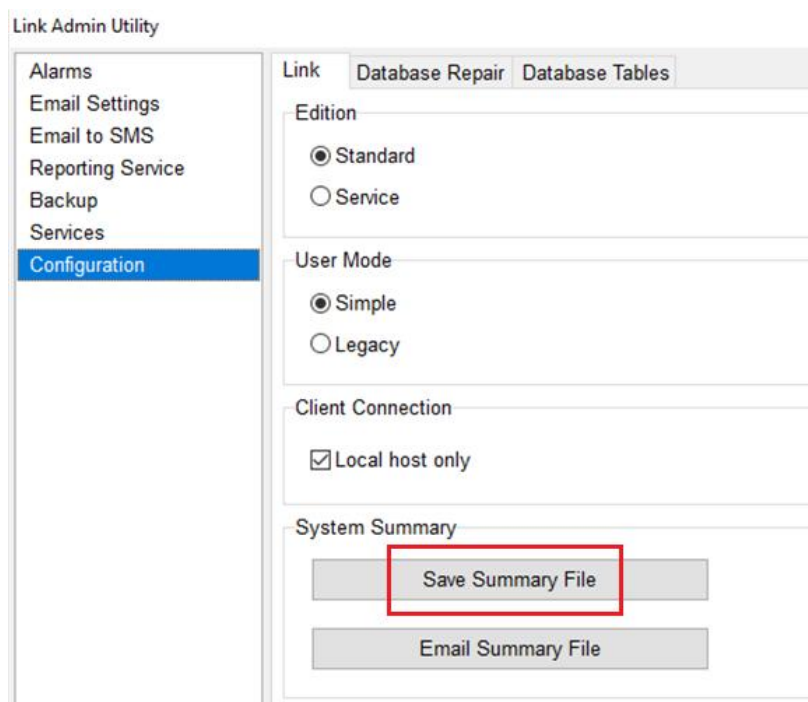 Link Admin Utility
Alarms
Email Settings
Email to SMS
Reporting Service
Backup
Services
Configuration
Link
Database Repair
Database Tables
Edition
Standard
Service
User Mode
Simple
Legacy
Client Connection
Local host only
System Summary
Save Summary File
Email Summary File